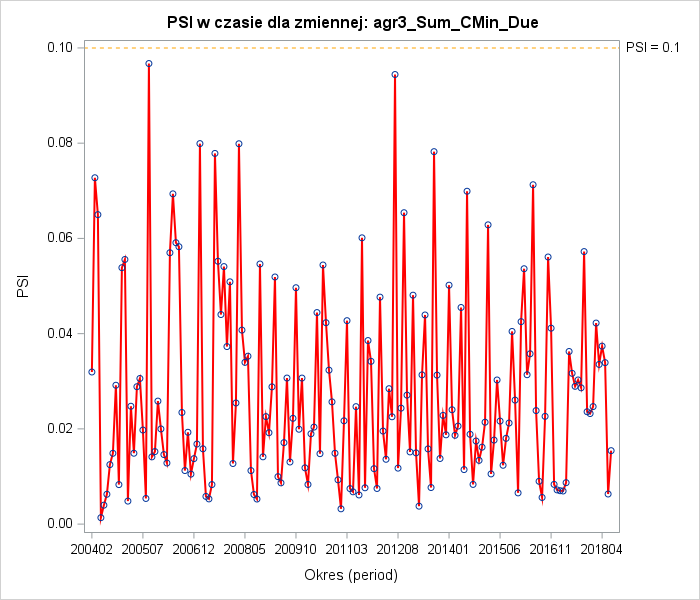 PSI w czasie dla zmiennej: agr3_Sum_CMin_Due
0.10
PSI = 0.1
0.08
0.06
PSI
0.04
0.02
0.00
200402 200507 200612 200805 200910 201103 201208 201401 201506 201611 201804
Okres (period)